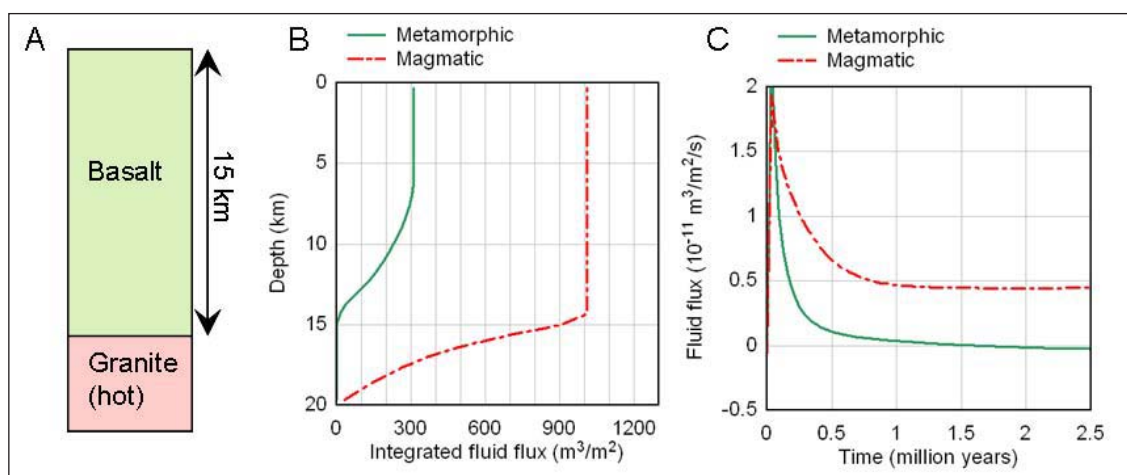 A
Basalt
15 km
Granite
(hot)
B
Metamorphic
Magmatic
0
5
10
15
20
Depth (km)
0
300
600
900
1200
Integrated fluid flux (m³/m²)
C
Metamorphic
Magmatic
2
1.5
1
0.5
0
-0.5
Fluid flux (10⁻¹¹ m³/m²/s)
0
0.5
1
1.5
2
2.5
Time (million years)